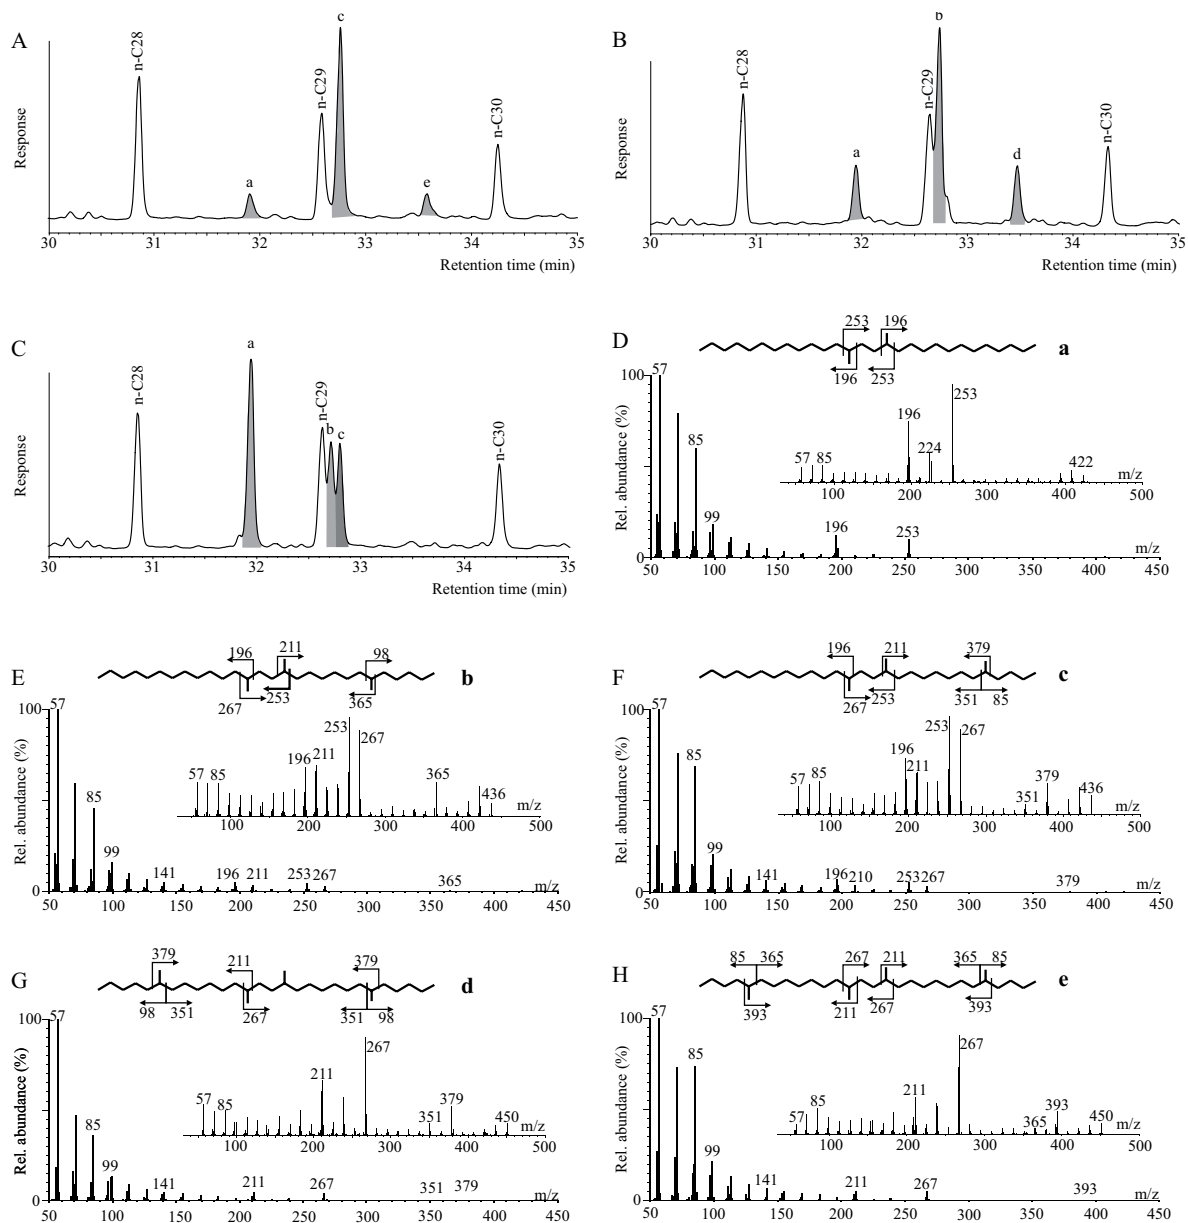 A
Response
n-C28
a
n-C29
c
e
n-C30
30 31 32 33 34 35
Retention time (min)
B
Response
n-C28
a
n-C29
b
d
n-C30
30 31 32 33 34 35
Retention time (min)
C
Response
n-C28
a
n-C29
b
c
n-C30
30 31 32 33 34 35
Retention time (min)
D
253 196
a
196 253
Rel. abundance (%)
100
0
57
85
99
196
253
m/z
50 100 150 200 250 300 350 400 450
57 85
196
224
253
422
m/z
100 200 300 400 500
E
196 211 98
b
267 253 365
Rel. abundance (%)
100
0
57
85
99
141
196 211
253 267
365
m/z
50 100 150 200 250 300 350 400 450
57 85
196 211
253
267
365
436
m/z
100 200 300 400 500
F
196 211 379
c
267 253 351 85
Rel. abundance (%)
100
0
57
85
99
141
196 210
253 267
379
m/z
50 100 150 200 250 300 350 400 450
57 85
196
211
253
267
351
379
436
m/z
100 200 300 400 500
G
379 211 379
d
98 351 267 351 98
Rel. abundance (%)
100
0
57
85
99
141
211
267
351 379
m/z
50 100 150 200 250 300 350 400 450
57
85
211
267
351
379
450
m/z
100 200 300 400 500
H
85 365 267 211 365 85
e
393 211 267 393
Rel. abundance (%)
100
0
57
85
99
141
211
267
393
m/z
50 100 150 200 250 300 350 400 450
57
85
211
267
365
393
450
m/z
100 200 300 400 500